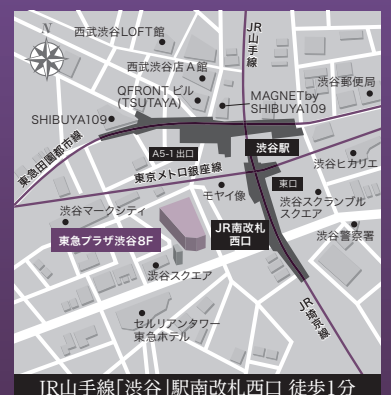 西武渋谷LOFT館
JR
山手線
西武渋谷店A館
渋谷郵便局
QFRONTビル
(TSUTAYA)
MAGNETby
SHIBUYA109
SHIBUYA109
A5-1出口
渋谷駅
東急田園都市線
東京メトロ銀座線
渋谷ヒカリエ
東口
モヤイ像
渋谷スクランブル
スクエア
渋谷マークシティ
東急プラザ渋谷8F
JR南改札
西口
渋谷警察署
渋谷スクエア
JR
埼京線
セルリアンタワー
東急ホテル
JR山手線「渋谷」駅南改札西口 徒歩1分